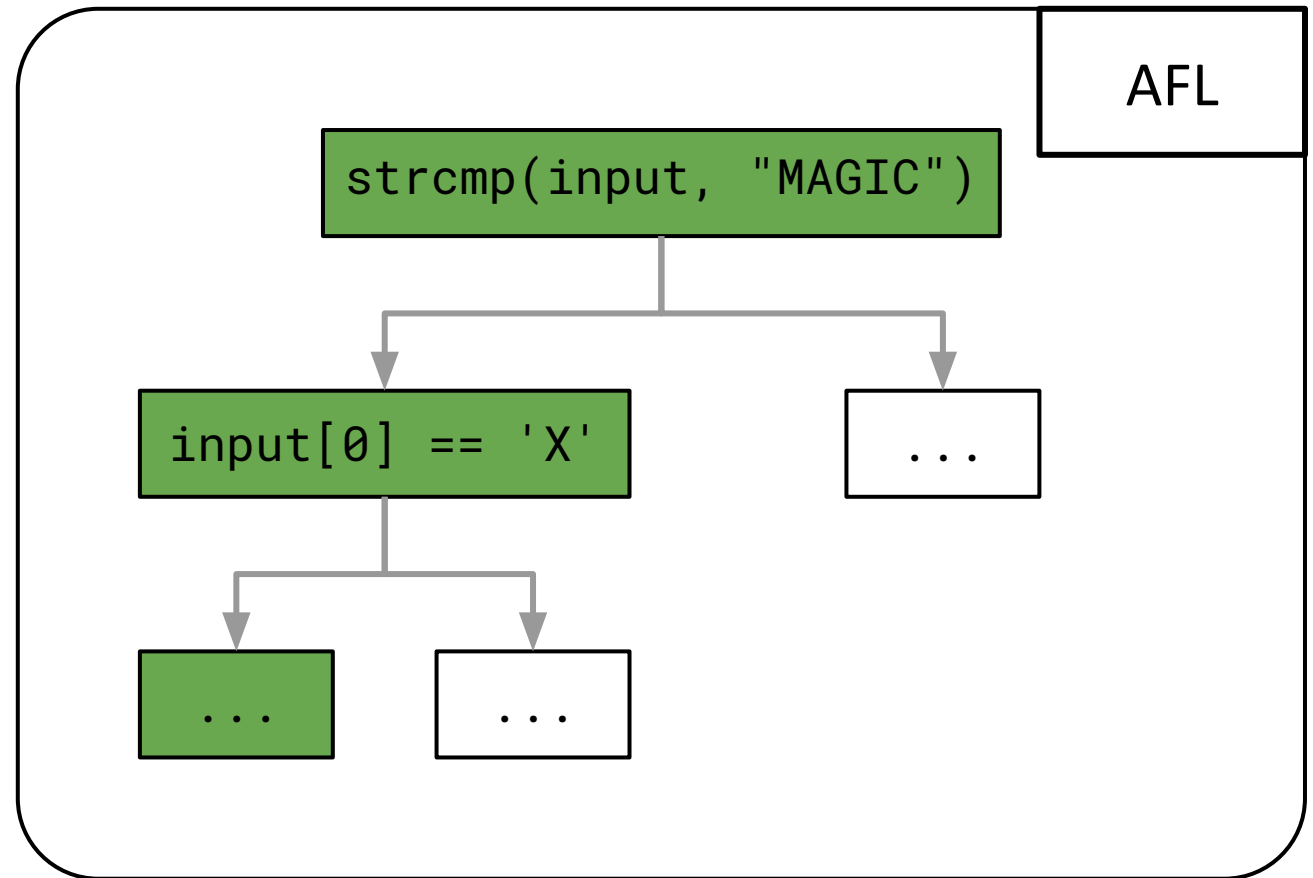 AFL
strcmp(input, "MAGIC")
input[0] == 'X'
...
...
...